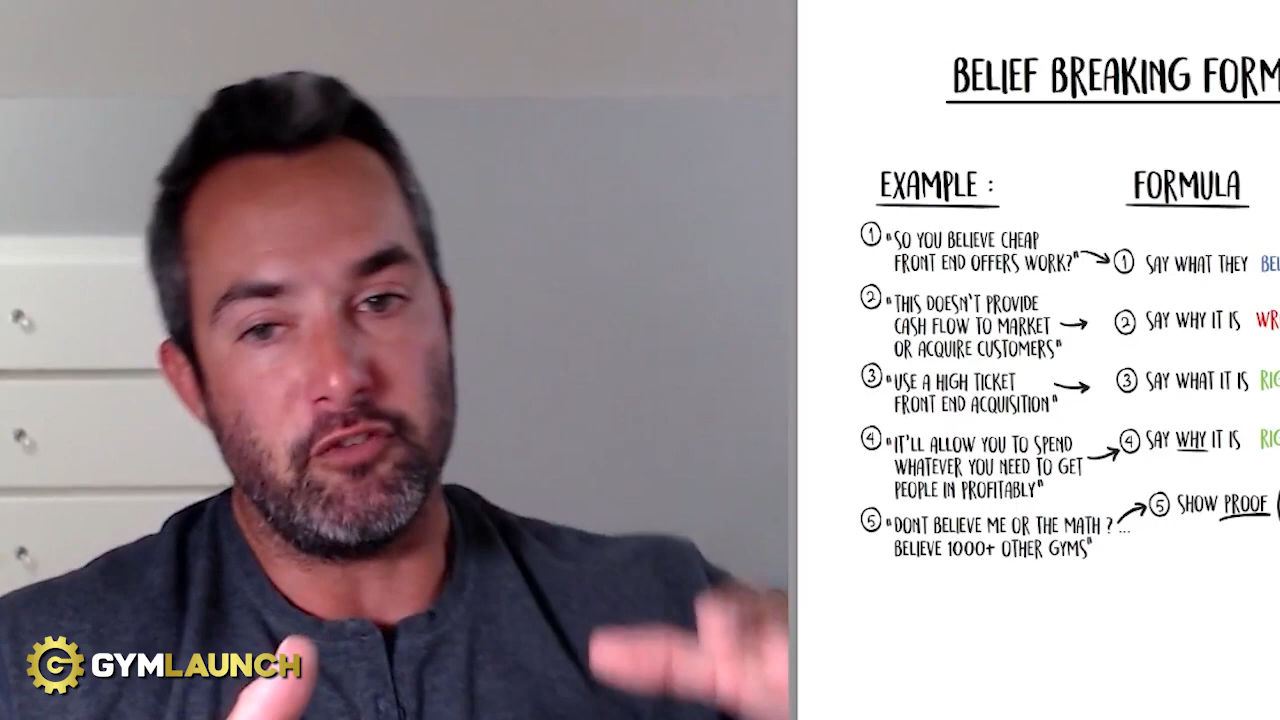 BELIEF BREAKING
EXAMPLE :
① "SO YOU BELIEVE CHEAP
FRONT END OFFERS WORK?"
② "THIS DOESN'T PROVIDE
CASH FLOW TO MARKET
OR ACQUIRE CUSTOMERS"
③ "USE A HIGH TICKET
FRONT END ACQUISITION"
④ "IT'LL ALLOW YOU TO SPEND
WHATEVER YOU NEED TO GET
PEOPLE IN PROFITABLY"
⑤ "DONT BELIEVE ME OR THE MATH ? ...
BELIEVE 1000+ OTHER GYMS"
FORMULA
① SAY WHAT THEY
② SAY WHY IT IS
③ SAY WHAT IT IS
④ SAY WHY IT IS
⑤ SHOW PROOF (
G GYMLAUNCH